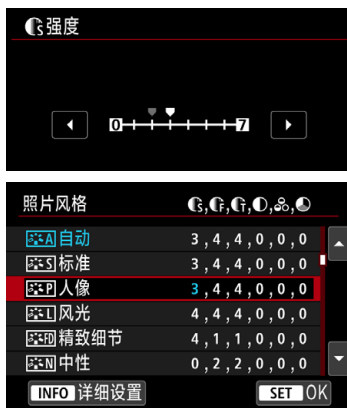 S强度
0 7
照片风格
S, F, T, , ,
A 自动 3 , 4 , 4 , 0 , 0 , 0
S 标准 3 , 4 , 4 , 0 , 0 , 0
P 人像 3 , 4 , 4 , 0 , 0 , 0
L 风光 4 , 4 , 4 , 0 , 0 , 0
FD 精致细节 4 , 1 , 1 , 0 , 0 , 0
N 中性 0 , 2 , 2 , 0 , 0 , 0
INFO 详细设置 SET OK